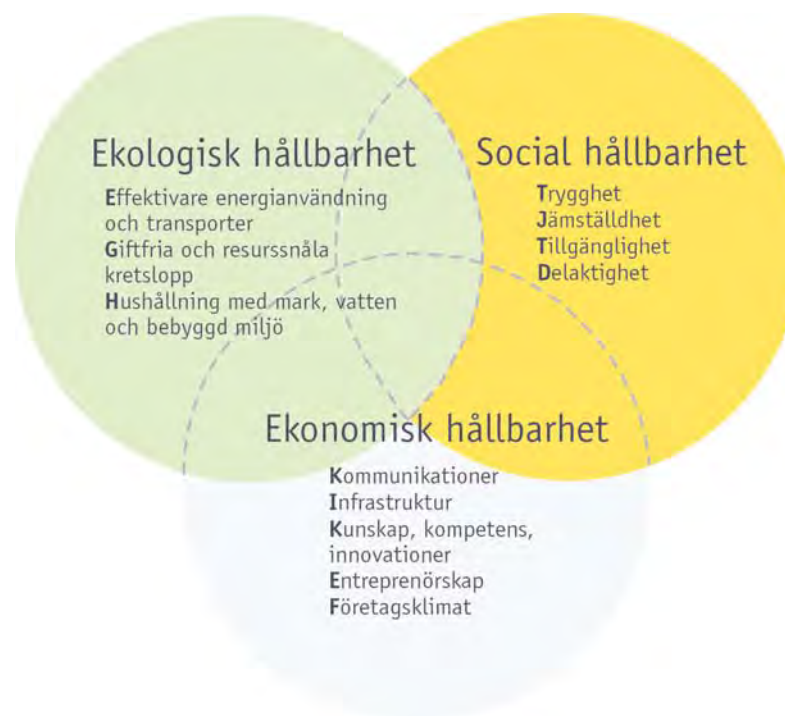 Ekologisk hållbarhet
Effektivare energianvändning
och transporter
Giftfria och resurssnåla
kretslopp
Hushållning med mark, vatten
och bebyggd miljö
Social hållbarhet
Trygghet
Jämställdhet
Tillgänglighet
Delaktighet
Ekonomisk hållbarhet
Kommunikationer
Infrastruktur
Kunskap, kompetens,
innovationer
Entreprenörskap
Företagsklimat